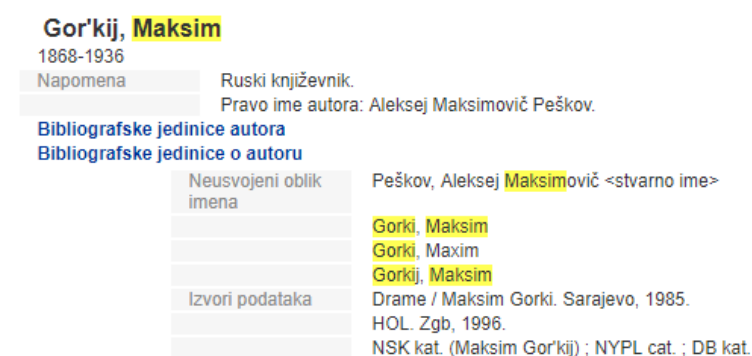 Gor'kij, Maksim
1868-1936
Napomena Ruski književnik.
Pravo ime autora: Aleksej Maksimovič Peškov.
Bibliografske jedinice autora
Bibliografske jedinice o autoru
Neusvojeni oblik imena Peškov, Aleksej Maksimovič <stvarno ime>
Gorki, Maksim
Gorki, Maxim
Gorkij, Maksim
Izvori podataka Drame / Maksim Gorki. Sarajevo, 1985.
HOL. Zgb, 1996.
NSK kat. (Maksim Gor'kij) ; NYPL cat. ; DB kat.